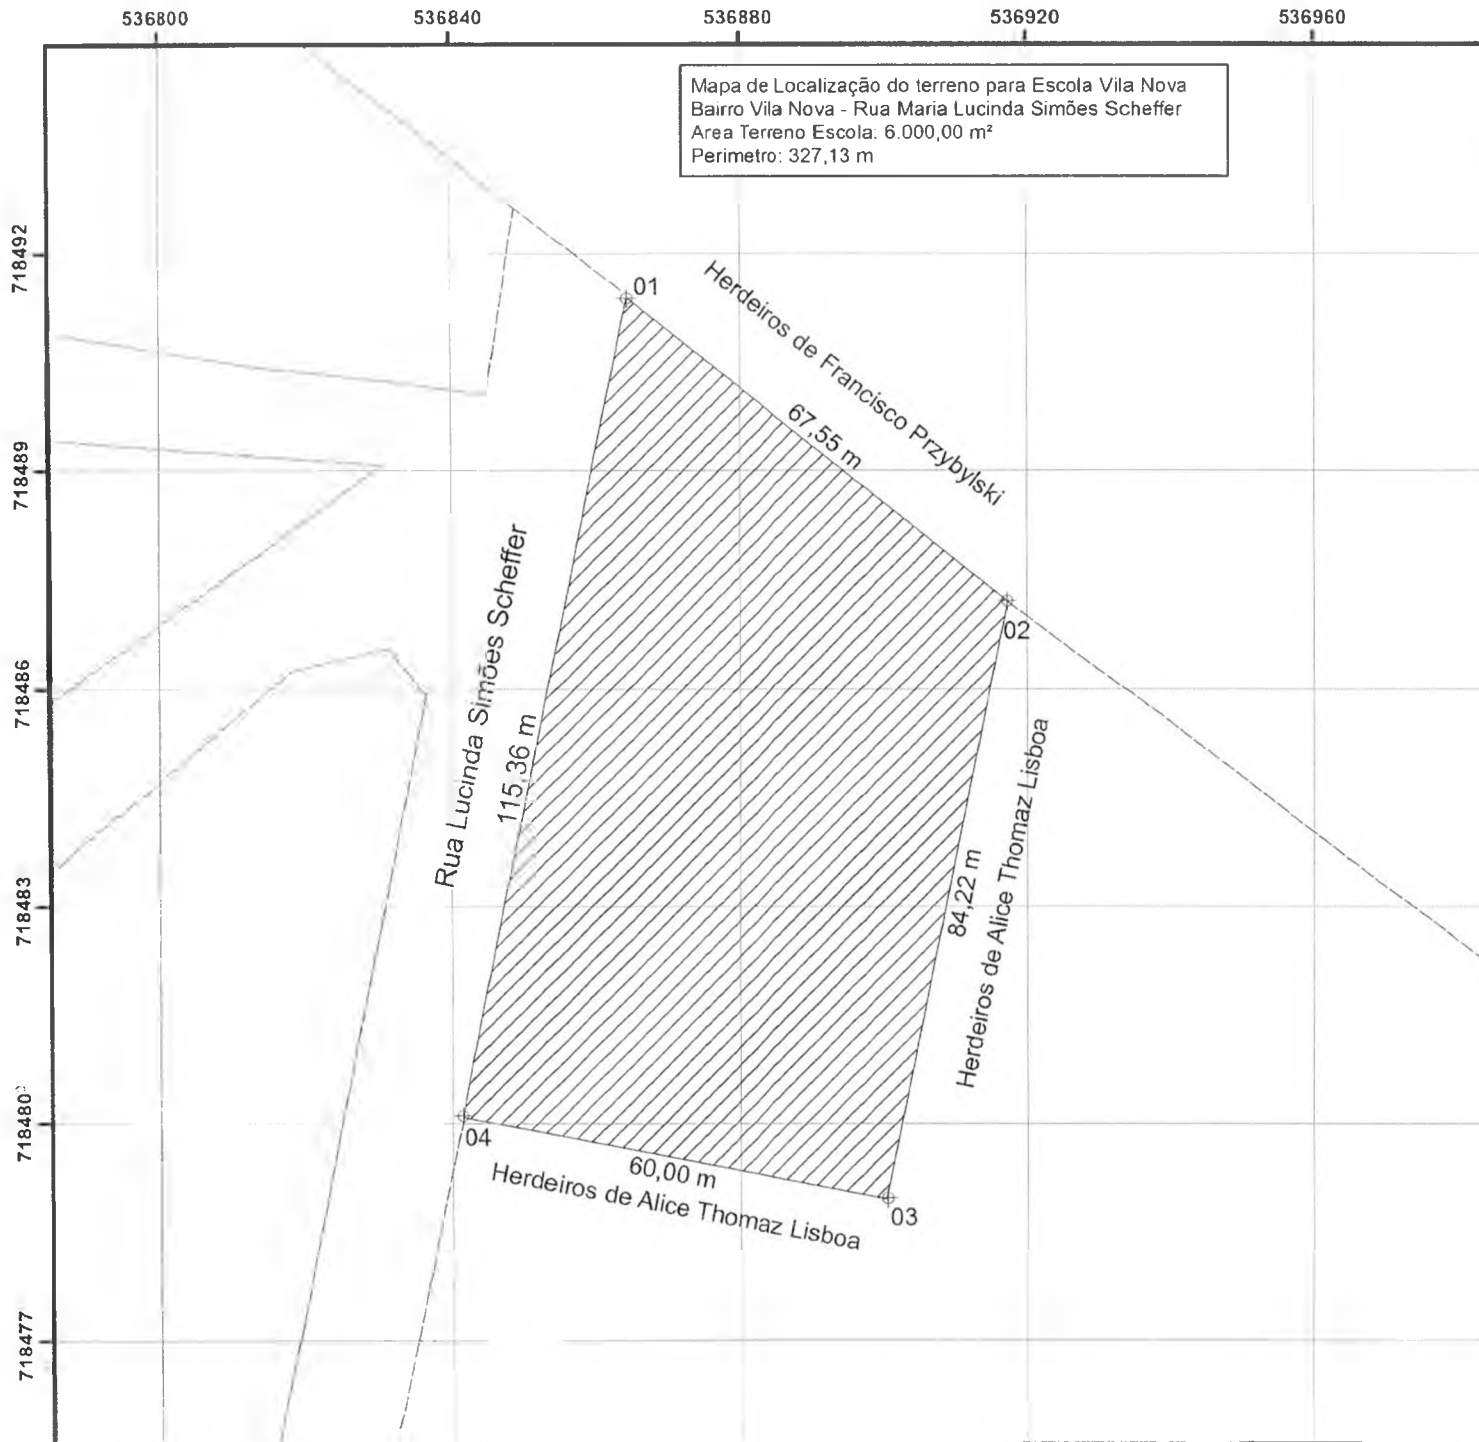 536800
536840
536880
536920
536960
Mapa de Localização do terreno para Escola Vila Nova
Bairro Vila Nova - Rua Maria Lucinda Simões Scheffer
Area Terreno Escola: 6.000,00 m²
Perimetro: 327,13 m
718492
01
Herdeiros de Francisco Przybylski
67,55 m
718489
02
Rua Lucinda Simões Scheffer
115,36 m
718486
84,22 m
Herdeiros de Alice Thomaz Lisboa
718483
718480
04
60,00 m
Herdeiros de Alice Thomaz Lisboa
03
718477